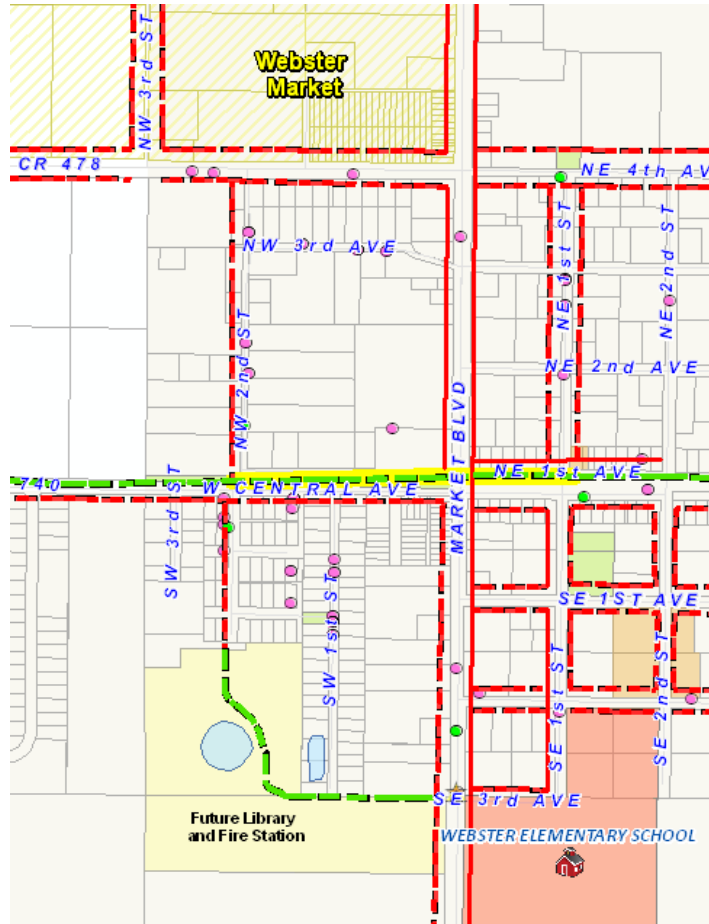 NW 3rd ST
Webster
Market
CR 478
NE 4th AV
NW 3rd AVE
NE 1st ST
NE 2nd ST
NW 2nd ST
NE 2nd AVE
MARKET BLVD
NE 1st AVE
740
W CENTRAL AVE
SW 3rd ST
SE 1ST AVE
SW 1st ST
SE 1st ST
SE 2nd ST
SE 3rd AVE
Future Library
and Fire Station
WEBSTER ELEMENTARY SCHOOL